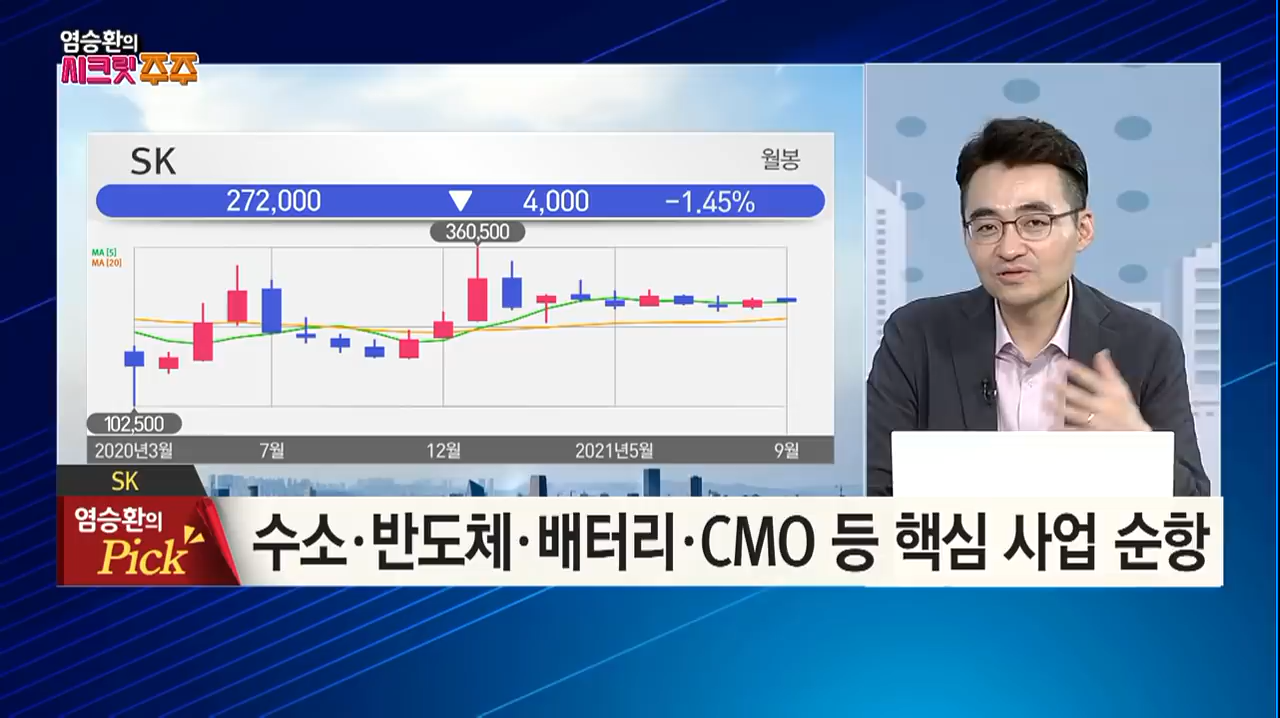 염승환의
시크릿 주주
SK
월봉
272,000 ▼ 4,000 -1.45%
360,500
MA [5]
MA [20]
102,500
2020년3월 7월 12월 2021년5월 9월
SK
염승환의
Pick
수소·반도체·배터리·CMO 등 핵심 사업 순항